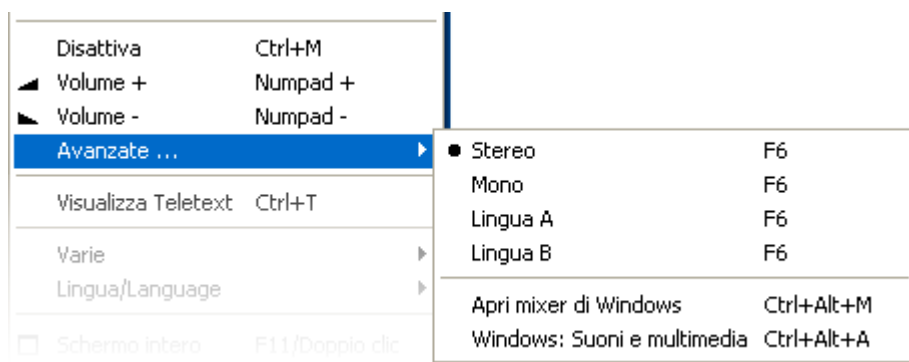 Disattiva Ctrl+M
Volume + Numpad +
Volume - Numpad -
Avanzate ...
Visualizza Teletext Ctrl+T
Varie
Lingua/Language
Schermo intero F11/Doppio clic
Stereo F6
Mono F6
Lingua A F6
Lingua B F6
Apri mixer di Windows Ctrl+Alt+M
Windows: Suoni e multimedia Ctrl+Alt+A